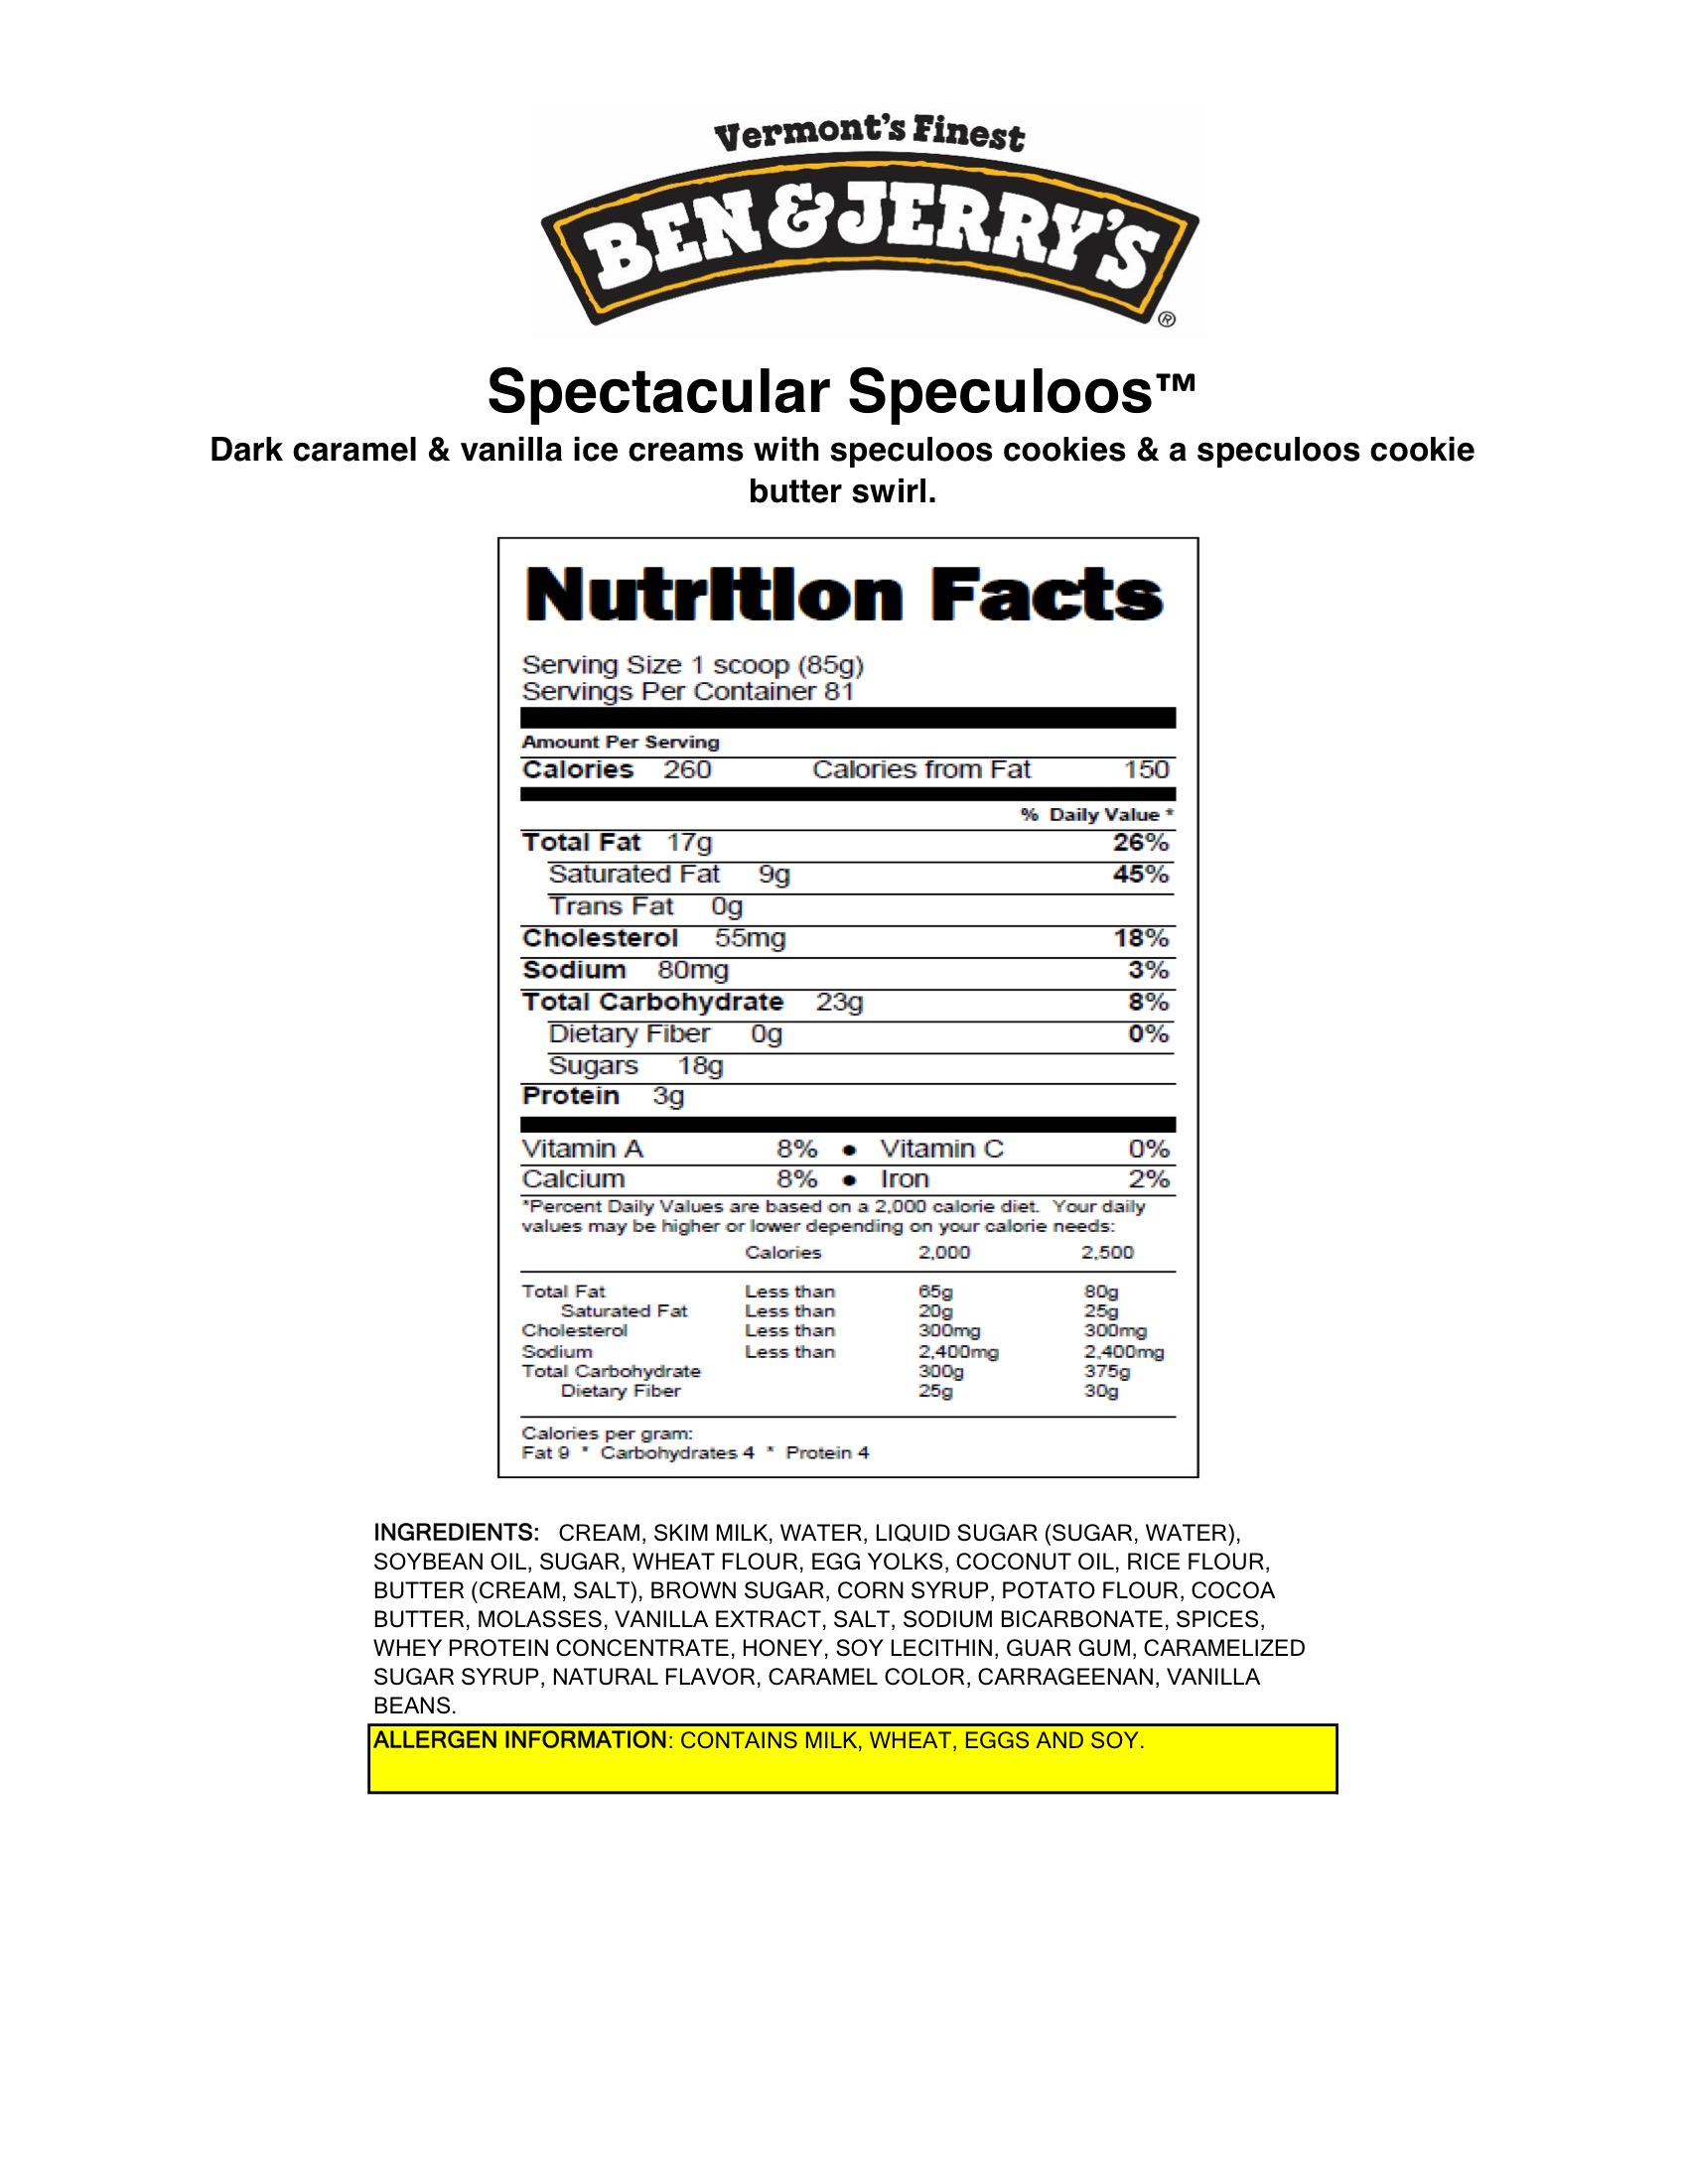 Vermont's Finest
BEN & JERRY'S
®
Spectacular Speculoos™
Dark caramel & vanilla ice creams with speculoos cookies & a speculoos cookie
butter swirl.
Nutrition Facts
Serving Size 1 scoop (85g)
Servings Per Container 81
Amount Per Serving
Calories 260 Calories from Fat 150
% Daily Value *
Total Fat 17g 26%
Saturated Fat 9g 45%
Trans Fat 0g
Cholesterol 55mg 18%
Sodium 80mg 3%
Total Carbohydrate 23g 8%
Dietary Fiber 0g 0%
Sugars 18g
Protein 3g
Vitamin A 8% • Vitamin C 0%
Calcium 8% • Iron 2%
*Percent Daily Values are based on a 2,000 calorie diet. Your daily
values may be higher or lower depending on your calorie needs:
Calories 2,000 2,500
Total Fat Less than 65g 80g
Saturated Fat Less than 20g 25g
Cholesterol Less than 300mg 300mg
Sodium Less than 2,400mg 2,400mg
Total Carbohydrate 300g 375g
Dietary Fiber 25g 30g
Calories per gram:
Fat 9 * Carbohydrates 4 * Protein 4
INGREDIENTS: CREAM, SKIM MILK, WATER, LIQUID SUGAR (SUGAR, WATER),
SOYBEAN OIL, SUGAR, WHEAT FLOUR, EGG YOLKS, COCONUT OIL, RICE FLOUR,
BUTTER (CREAM, SALT), BROWN SUGAR, CORN SYRUP, POTATO FLOUR, COCOA
BUTTER, MOLASSES, VANILLA EXTRACT, SALT, SODIUM BICARBONATE, SPICES,
WHEY PROTEIN CONCENTRATE, HONEY, SOY LECITHIN, GUAR GUM, CARAMELIZED
SUGAR SYRUP, NATURAL FLAVOR, CARAMEL COLOR, CARRAGEENAN, VANILLA
BEANS.
ALLERGEN INFORMATION: CONTAINS MILK, WHEAT, EGGS AND SOY.